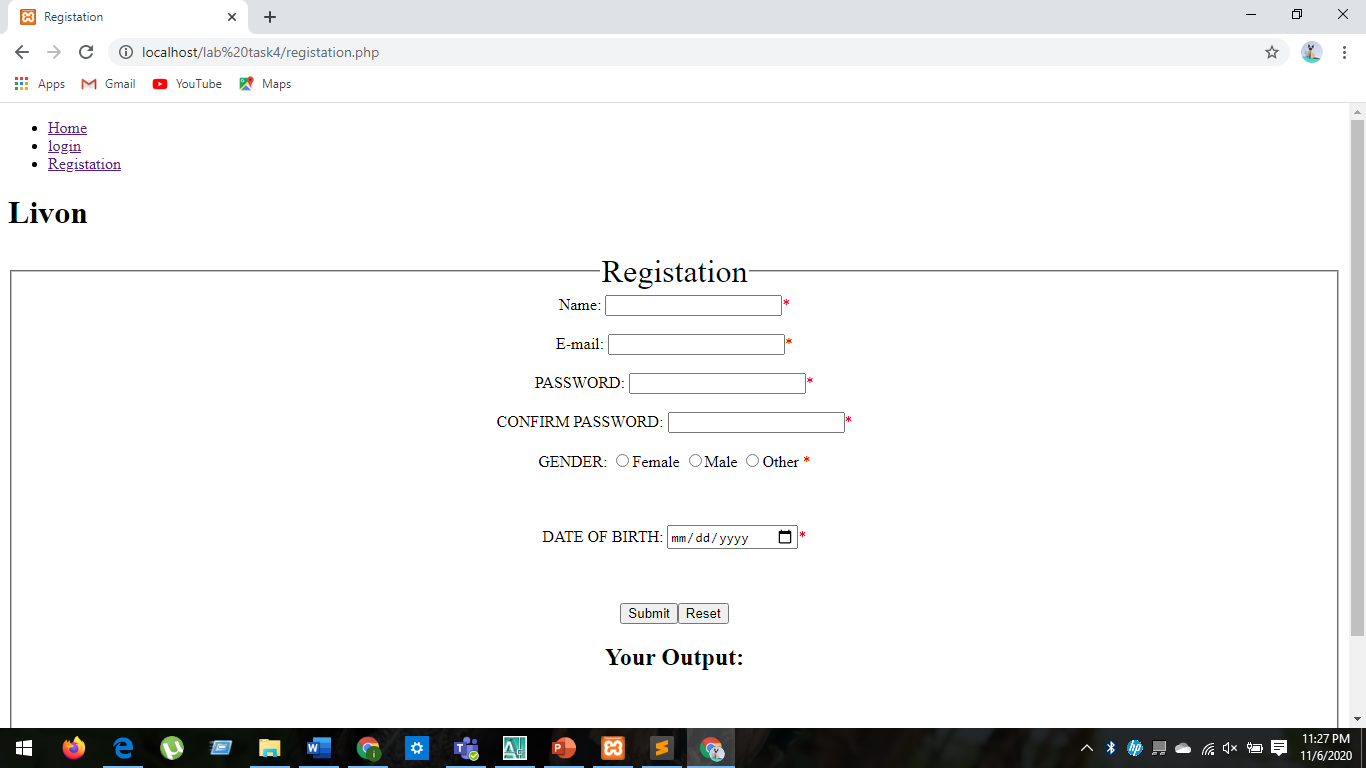 Registation
localhost/lab%20task4/registation.php
Apps Gmail YouTube Maps
Home
login
Registation
Livon
Registation
Name: *
E-mail: *
PASSWORD: *
CONFIRM PASSWORD: *
GENDER: Female Male Other *
DATE OF BIRTH: mm/dd/yyyy *
Submit Reset
Your Output:
11:27 PM
11/6/2020